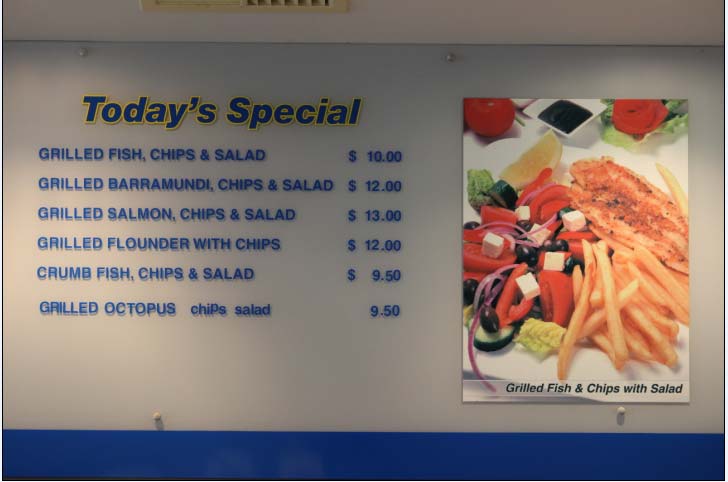 Today's Special
GRILLED FISH, CHIPS & SALAD $ 10.00
GRILLED BARRAMUNDI, CHIPS & SALAD $ 12.00
GRILLED SALMON, CHIPS & SALAD $ 13.00
GRILLED FLOUNDER WITH CHIPS $ 12.00
CRUMB FISH, CHIPS & SALAD $ 9.50
GRILLED OCTOPUS chips salad 9.50
Grilled Fish & Chips with Salad